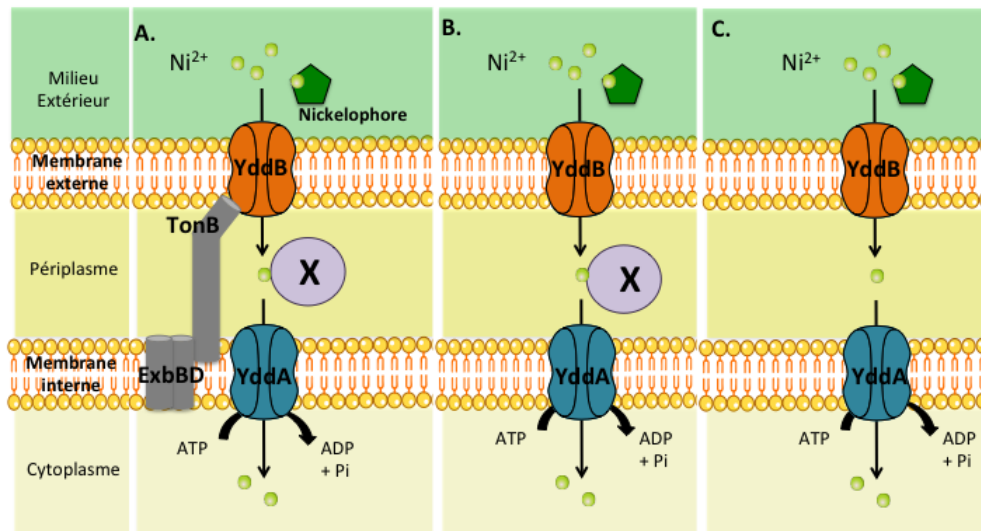 A.
B.
C.
Ni2+
Ni2+
Ni2+
Milieu
Extérieur
Nickelophore
Membrane
externe
YddB
YddB
YddB
TonB
Périplasme
X
X
Membrane
interne
ExbBD
YddA
YddA
YddA
ATP
ADP
+ Pi
ATP
ADP
+ Pi
ATP
ADP
+ Pi
Cytoplasme